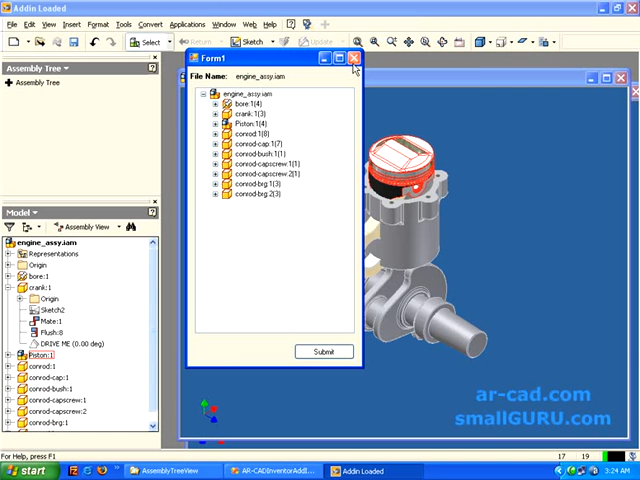 Addin Loaded
File Edit View Insert Format Tools Convert Applications Window Web Help
Select Return Sketch Update
Assembly Tree
Assembly Tree
Model
Assembly View
engine_assy.iam
Representations
Origin
bore:1
crank:1
Origin
Sketch2
Mate:1
Flush:8
DRIVE ME (0.00 deg)
Piston:1
conrod:1
conrod-cap:1
conrod-bush:1
conrod-capscrew:1
conrod-capscrew:2
conrod-brg:1
Form1
File Name: engine_assy.iam
engine_assy.iam
bore:1(4)
crank:1(3)
Piston:1(4)
conrod:1(8)
conrod-cap:1(7)
conrod-bush:1(1)
conrod-capscrew:1(1)
conrod-capscrew:2(1)
conrod-brg:1(3)
conrod-brg:2(3)
Submit
ar-cad.com
smallGURU.com
For Help, press F1 17 19
start AssemblyTreeView AR-CADInventorAddI... Addin Loaded 3:24 AM